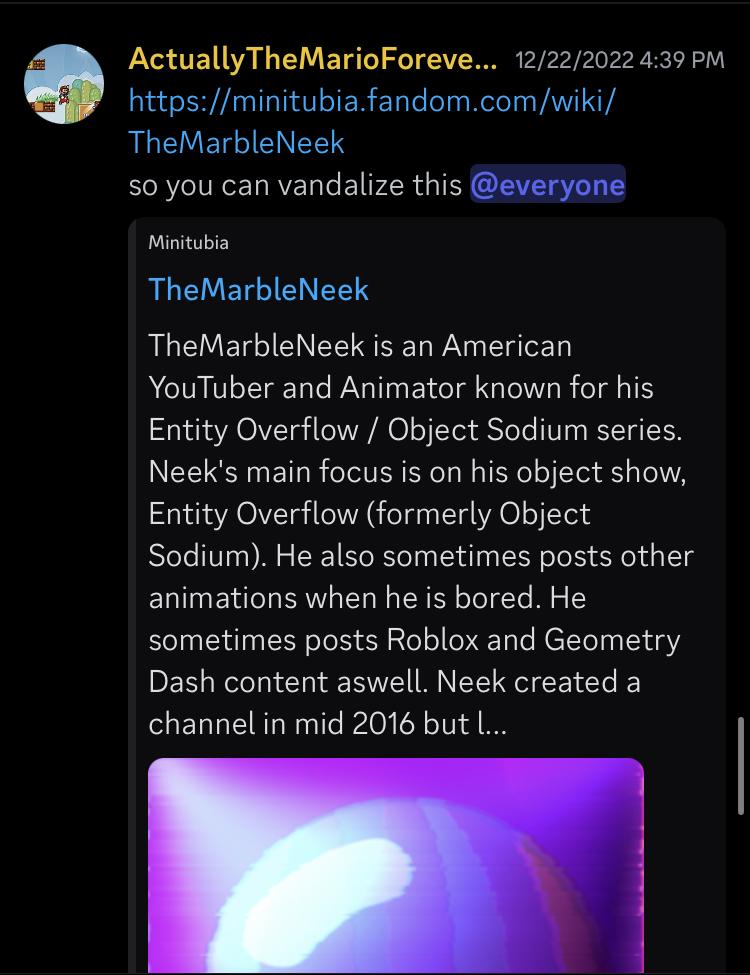 ActuallyTheMarioForeve... 12/22/2022 4:39 PM
https://minitubia.fandom.com/wiki/
TheMarbleNeek
so you can vandalize this @everyone
Minitubia
TheMarbleNeek
TheMarbleNeek is an American
YouTuber and Animator known for his
Entity Overflow / Object Sodium series.
Neek's main focus is on his object show,
Entity Overflow (formerly Object
Sodium). He also sometimes posts other
animations when he is bored. He
sometimes posts Roblox and Geometry
Dash content aswell. Neek created a
channel in mid 2016 but l...